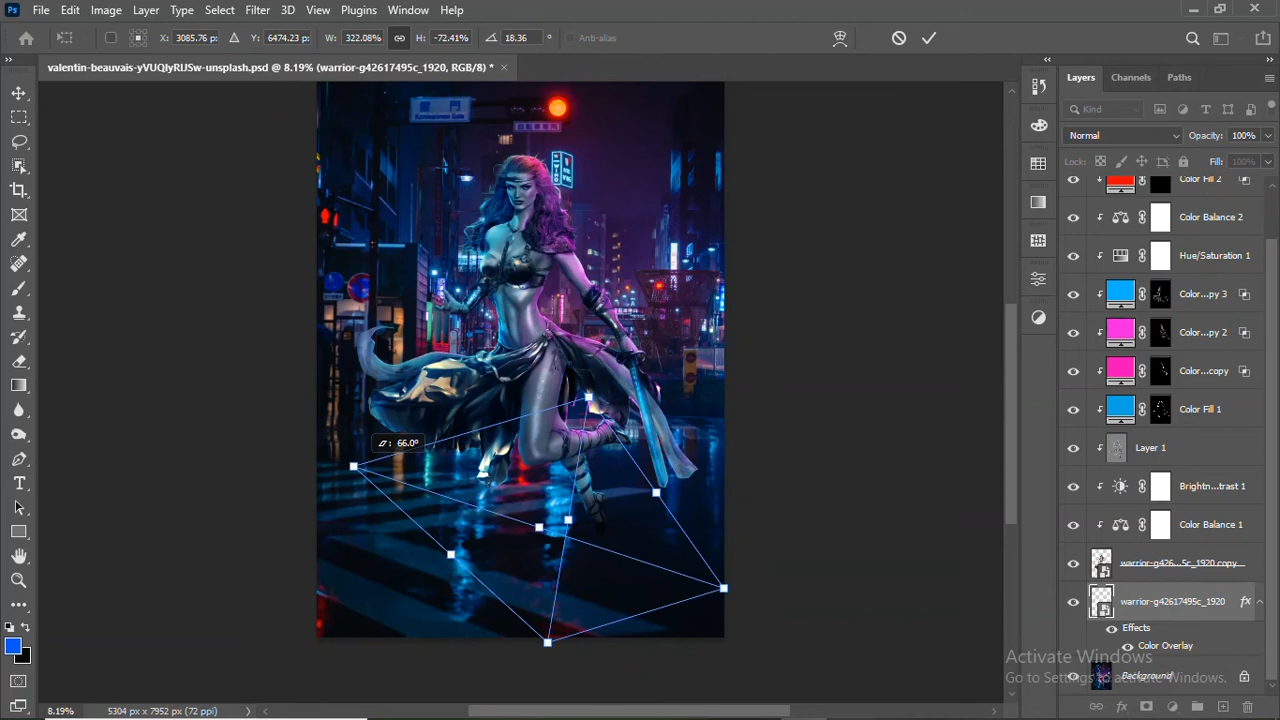 Ps File Edit Image Layer Type Select Filter 3D View Plugins Window Help
X: 3085.76 px Y: 6474.23 px W: 322.08% H: -72.41% 18.36 ° Anti-alias
valentin-beauvais-yVUQlyRIJSw-unsplash.psd @ 8.19% (warrior-g42617495c_1920, RGB/8) * ×
Layers Channels Paths
Kind
Normal Opacity: 100%
Lock: Fill: 100%
Color Fill 2
Color Balance 2
Hue/Saturation 1
Color...py 3
Color...py 2
Color...copy
Color Fill 1
66.0°
Layer 1
Brightn...trast 1
Color Balance 1
warrior-g426...5c_1920 copy
warrior-g42617495c_1920 fx
Effects
Color Overlay
Background
Activate Windows
Go to Settings to activate Windows.
8.19% 5304 px x 7952 px (72 ppi)